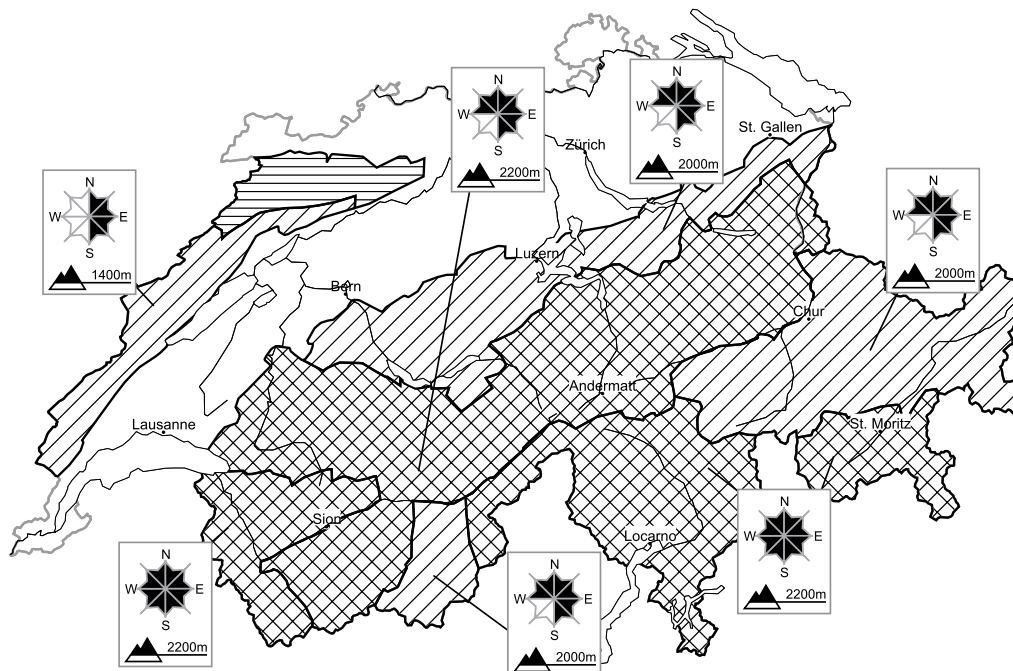 N
W E
S
2200m
N
W E
S
2000m
St. Gallen
Zürich
N
W E
S
1400m
N
W E
S
2000m
Luzern
Bern
Chur
Andermatt
Lausanne
St. Moritz
N
W E
S
2200m
Sion
Locarno
N
W E
S
2200m
N
W E
S
2000m